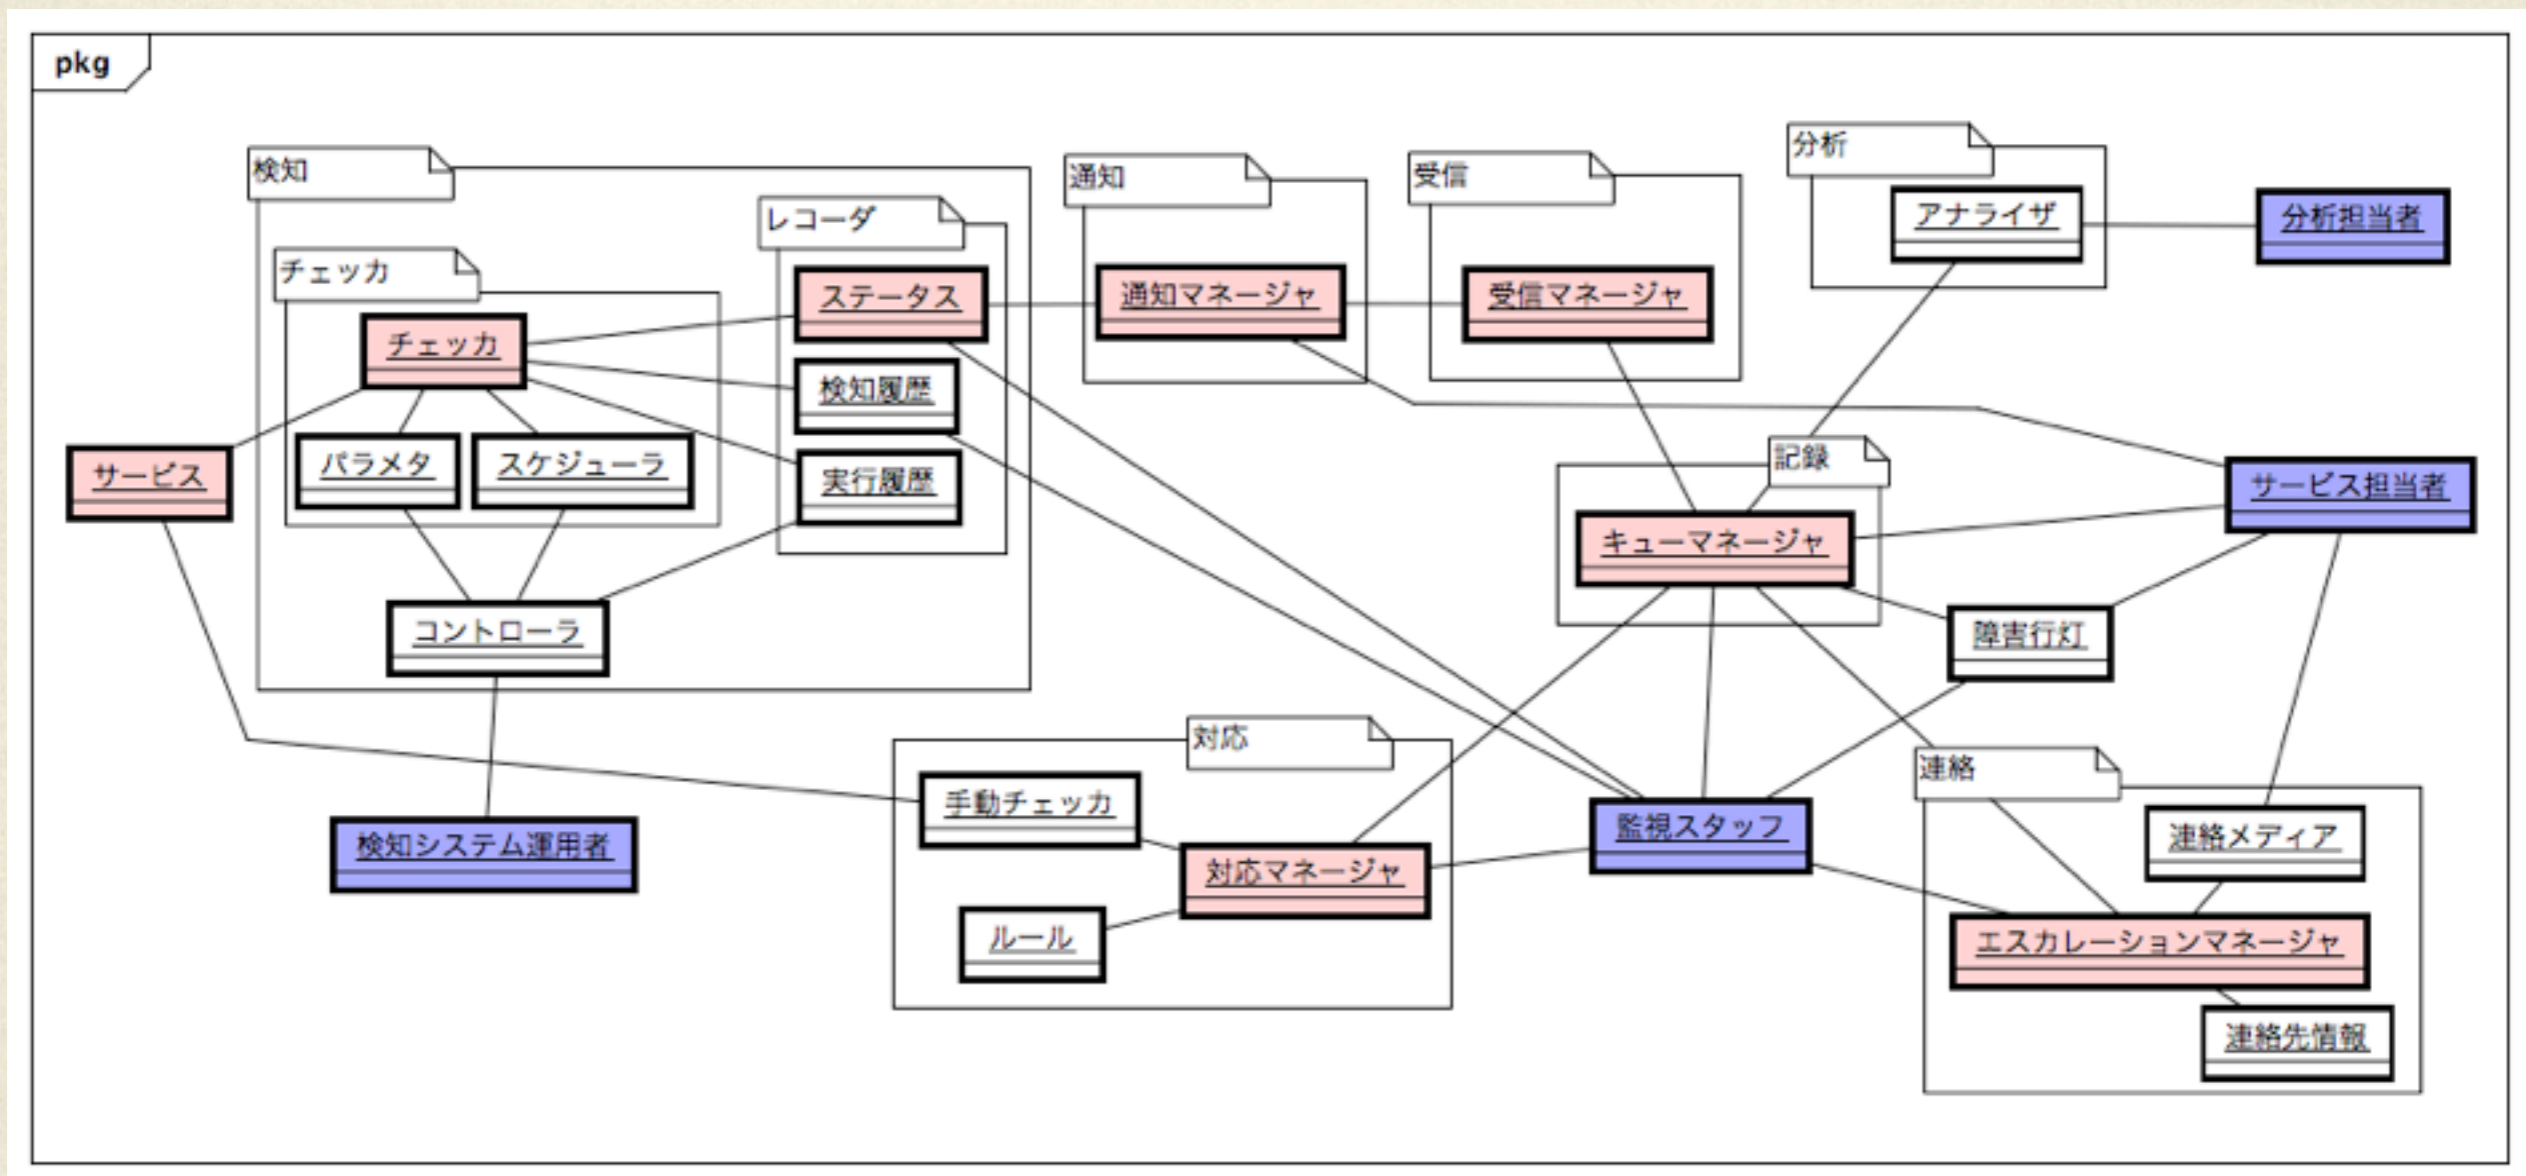 pkg
検知
チェッカ
チェッカ
パラメタ
スケジューラ
サービス
コントローラ
検知システム運用者
レコーダ
ステータス
検知履歴
実行履歴
通知
通知マネージャ
受信
受信マネージャ
分析
アナライザ
分析担当者
記録
キューマネージャ
サービス担当者
障害行灯
対応
手動チェッカ
対応マネージャ
ルール
監視スタッフ
連絡
連絡メディア
エスカレーションマネージャ
連絡先情報